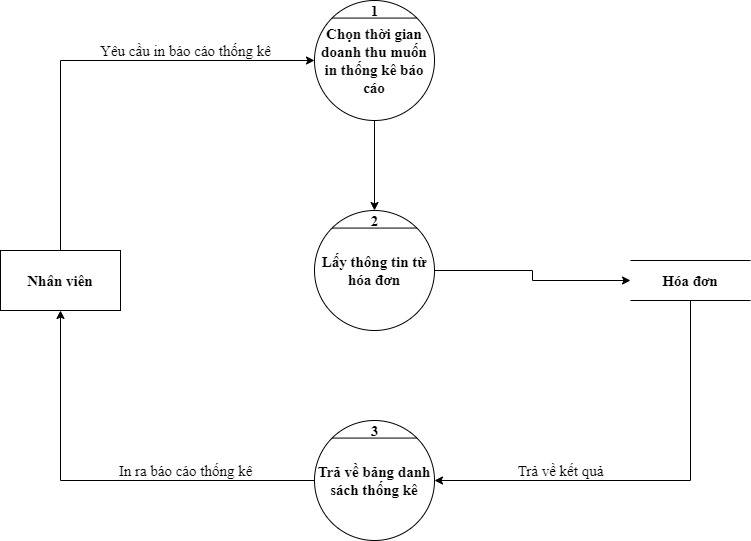 1
Chọn thời gian
doanh thu muốn
in thống kê báo
cáo
Yêu cầu in báo cáo thống kê
2
Lấy thông tin từ
hóa đơn
Nhân viên
Hóa đơn
3
Trả về bảng danh
sách thống kê
In ra báo cáo thống kê
Trả về kết quả